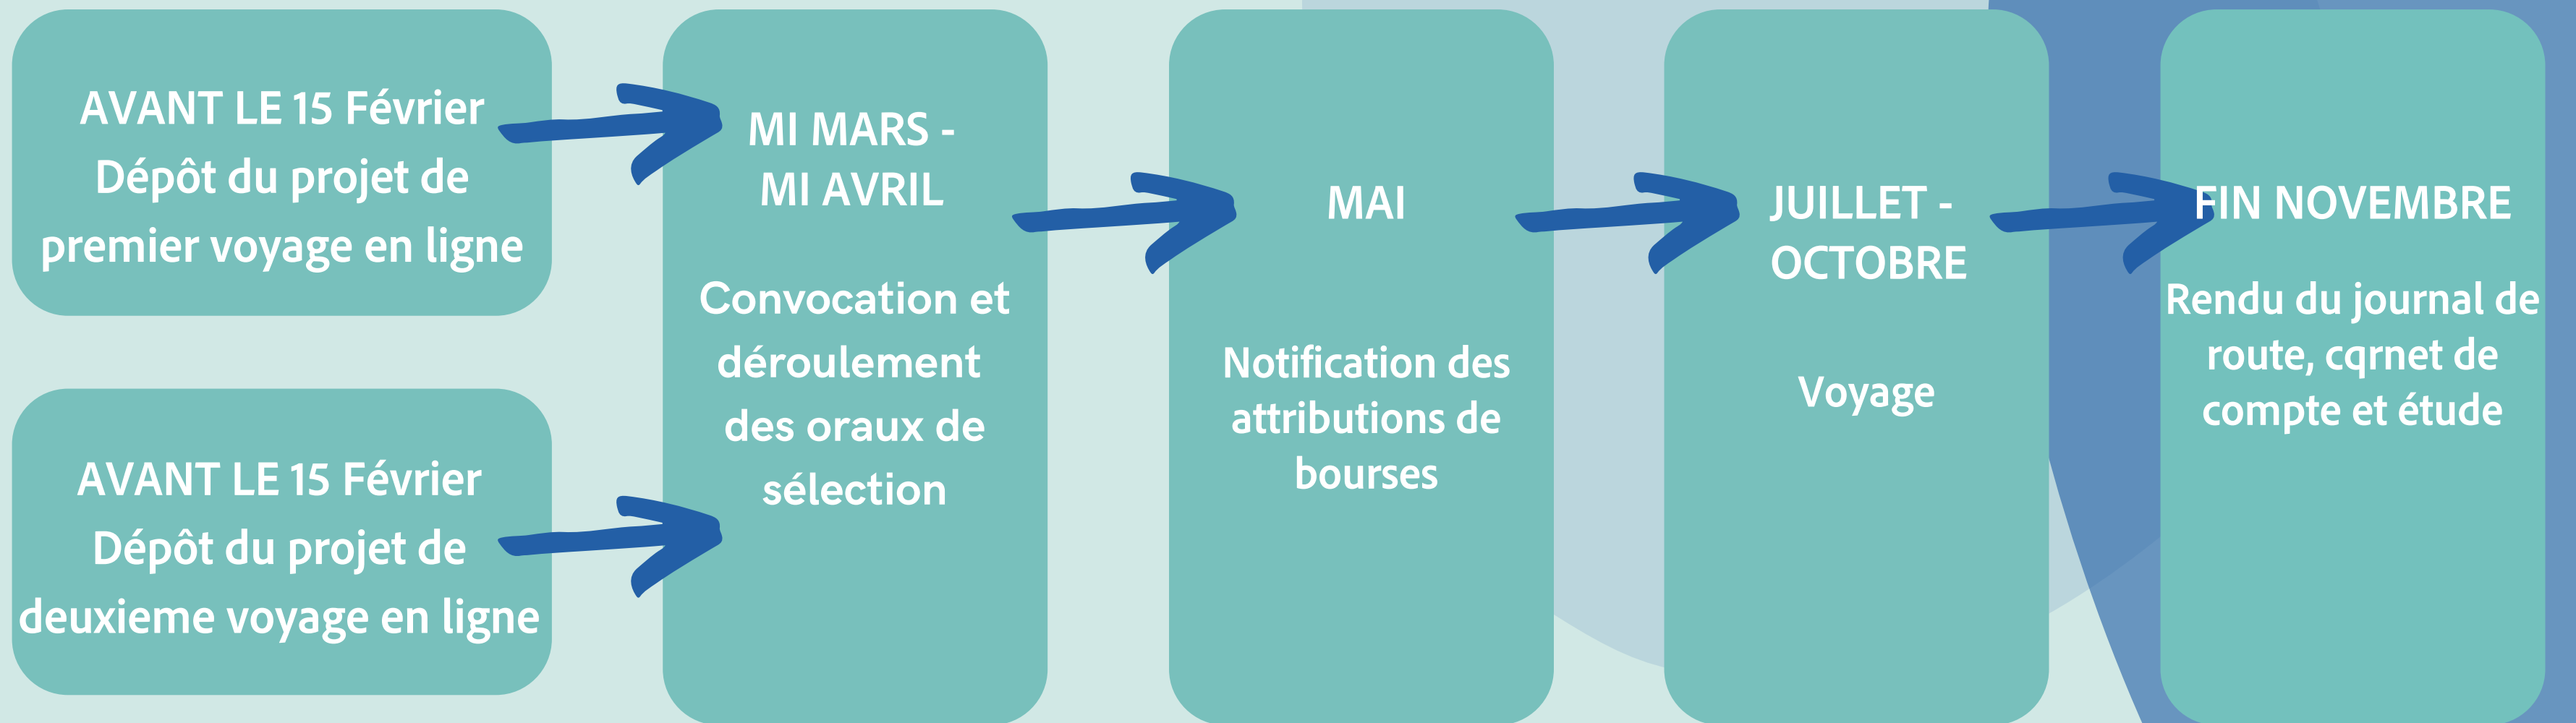 AVANT LE 15 Février
Dépôt du projet de
premier voyage en ligne
AVANT LE 15 Février
Dépôt du projet de
deuxieme voyage en ligne
MI MARS -
MI AVRIL
Convocation et
déroulement
des oraux de
sélection
MAI
Notification des
attributions de
bourses
JUILLET -
OCTOBRE
Voyage
FIN NOVEMBRE
Rendu du journal de
route, cqrnet de
compte et étude